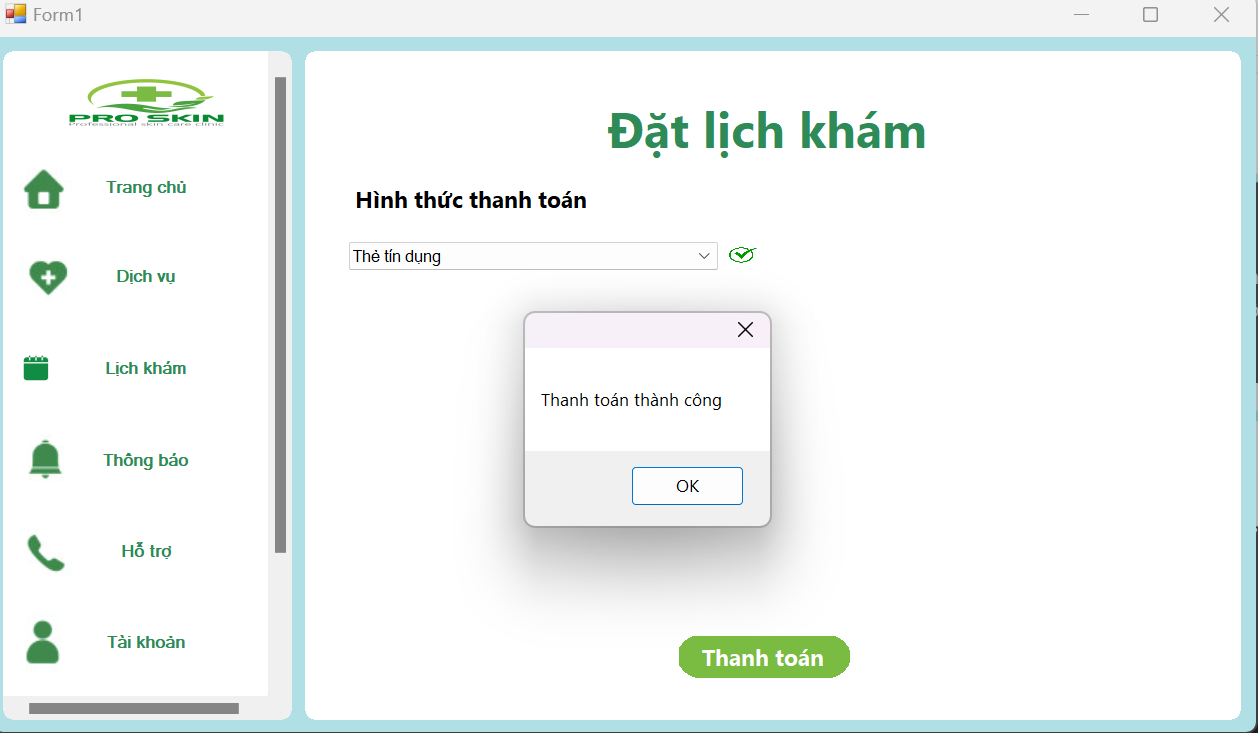 Form1
PRO SKIN
Professional skin care clinic
Trang chủ
Dịch vụ
Lịch khám
Thông báo
Hỗ trợ
Tài khoản
Đặt lịch khám
Hình thức thanh toán
Thẻ tín dụng
Thanh toán thành công
OK
Thanh toán